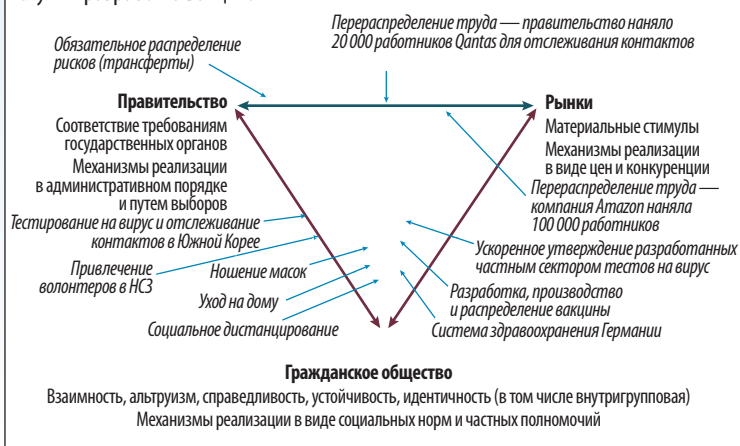 Перераспределение труда — правительство наняло
20 000 работников Qantas для отслеживания контактов
Обязательное распределение
рисков (трансферты)
Правительство
Соответствие требованиям
государственных органов
Механизмы реализации
в административном порядке
и путем выборов
Рынки
Материальные стимулы
Механизмы реализации
в виде цен и конкуренции
Перераспределение труда —
компания Amazon наняла
100 000 работников
Тестирование на вирус и отслеживание
контактов в Южной Корее
Привлечение
волонтеров в НСЗ
Ношение масок
Уход на дому
Социальное дистанцирование
Ускоренное утверждение разработанных
частным сектором тестов на вирус
Разработка, производство
и распределение вакцины
Система здравоохранения Германии
Гражданское общество
Взаимность, альтруизм, справедливость, устойчивость, идентичность (в том числе внутригрупповая)
Механизмы реализации в виде социальных норм и частных полномочий